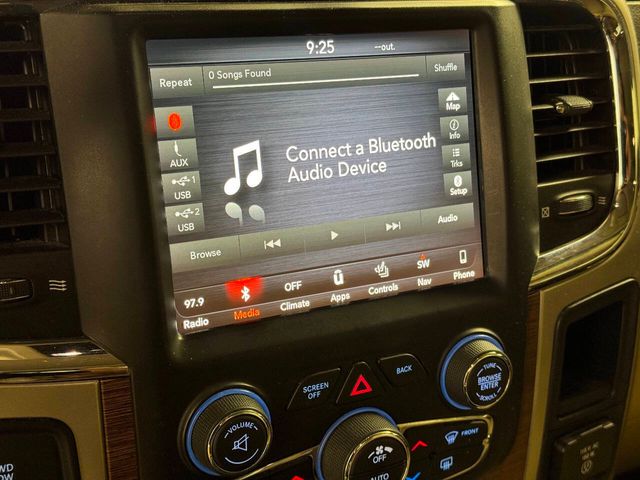 9:25 --out.
Repeat 0 Songs Found Shuffle
Map
AUX
Info
Connect a Bluetooth
Audio Device
1
USB
Trks
2
USB
Setup
Browse Audio
97.9 OFF SW
Radio Media Climate Apps Controls Nav Phone
SCREEN
OFF
BACK
TUNE
BROWSE
ENTER
SCROLL
VOLUME
OFF
AUTO
FRONT